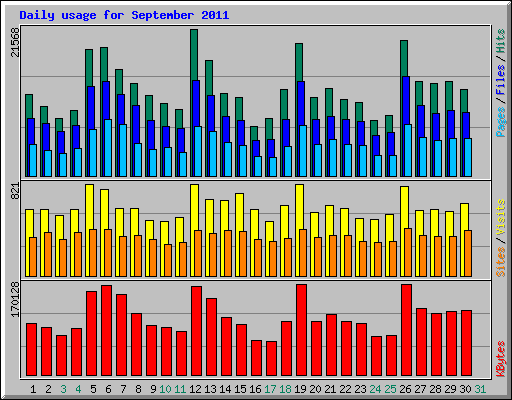 Daily usage for September 2011
21568
Pages / Files / Hits
821
Sites / Visits
170128
KBytes
1 2 3 4 5 6 7 8 9 10 11 12 13 14 15 16 17 18 19 20 21 22 23 24 25 26 27 28 29 30 31